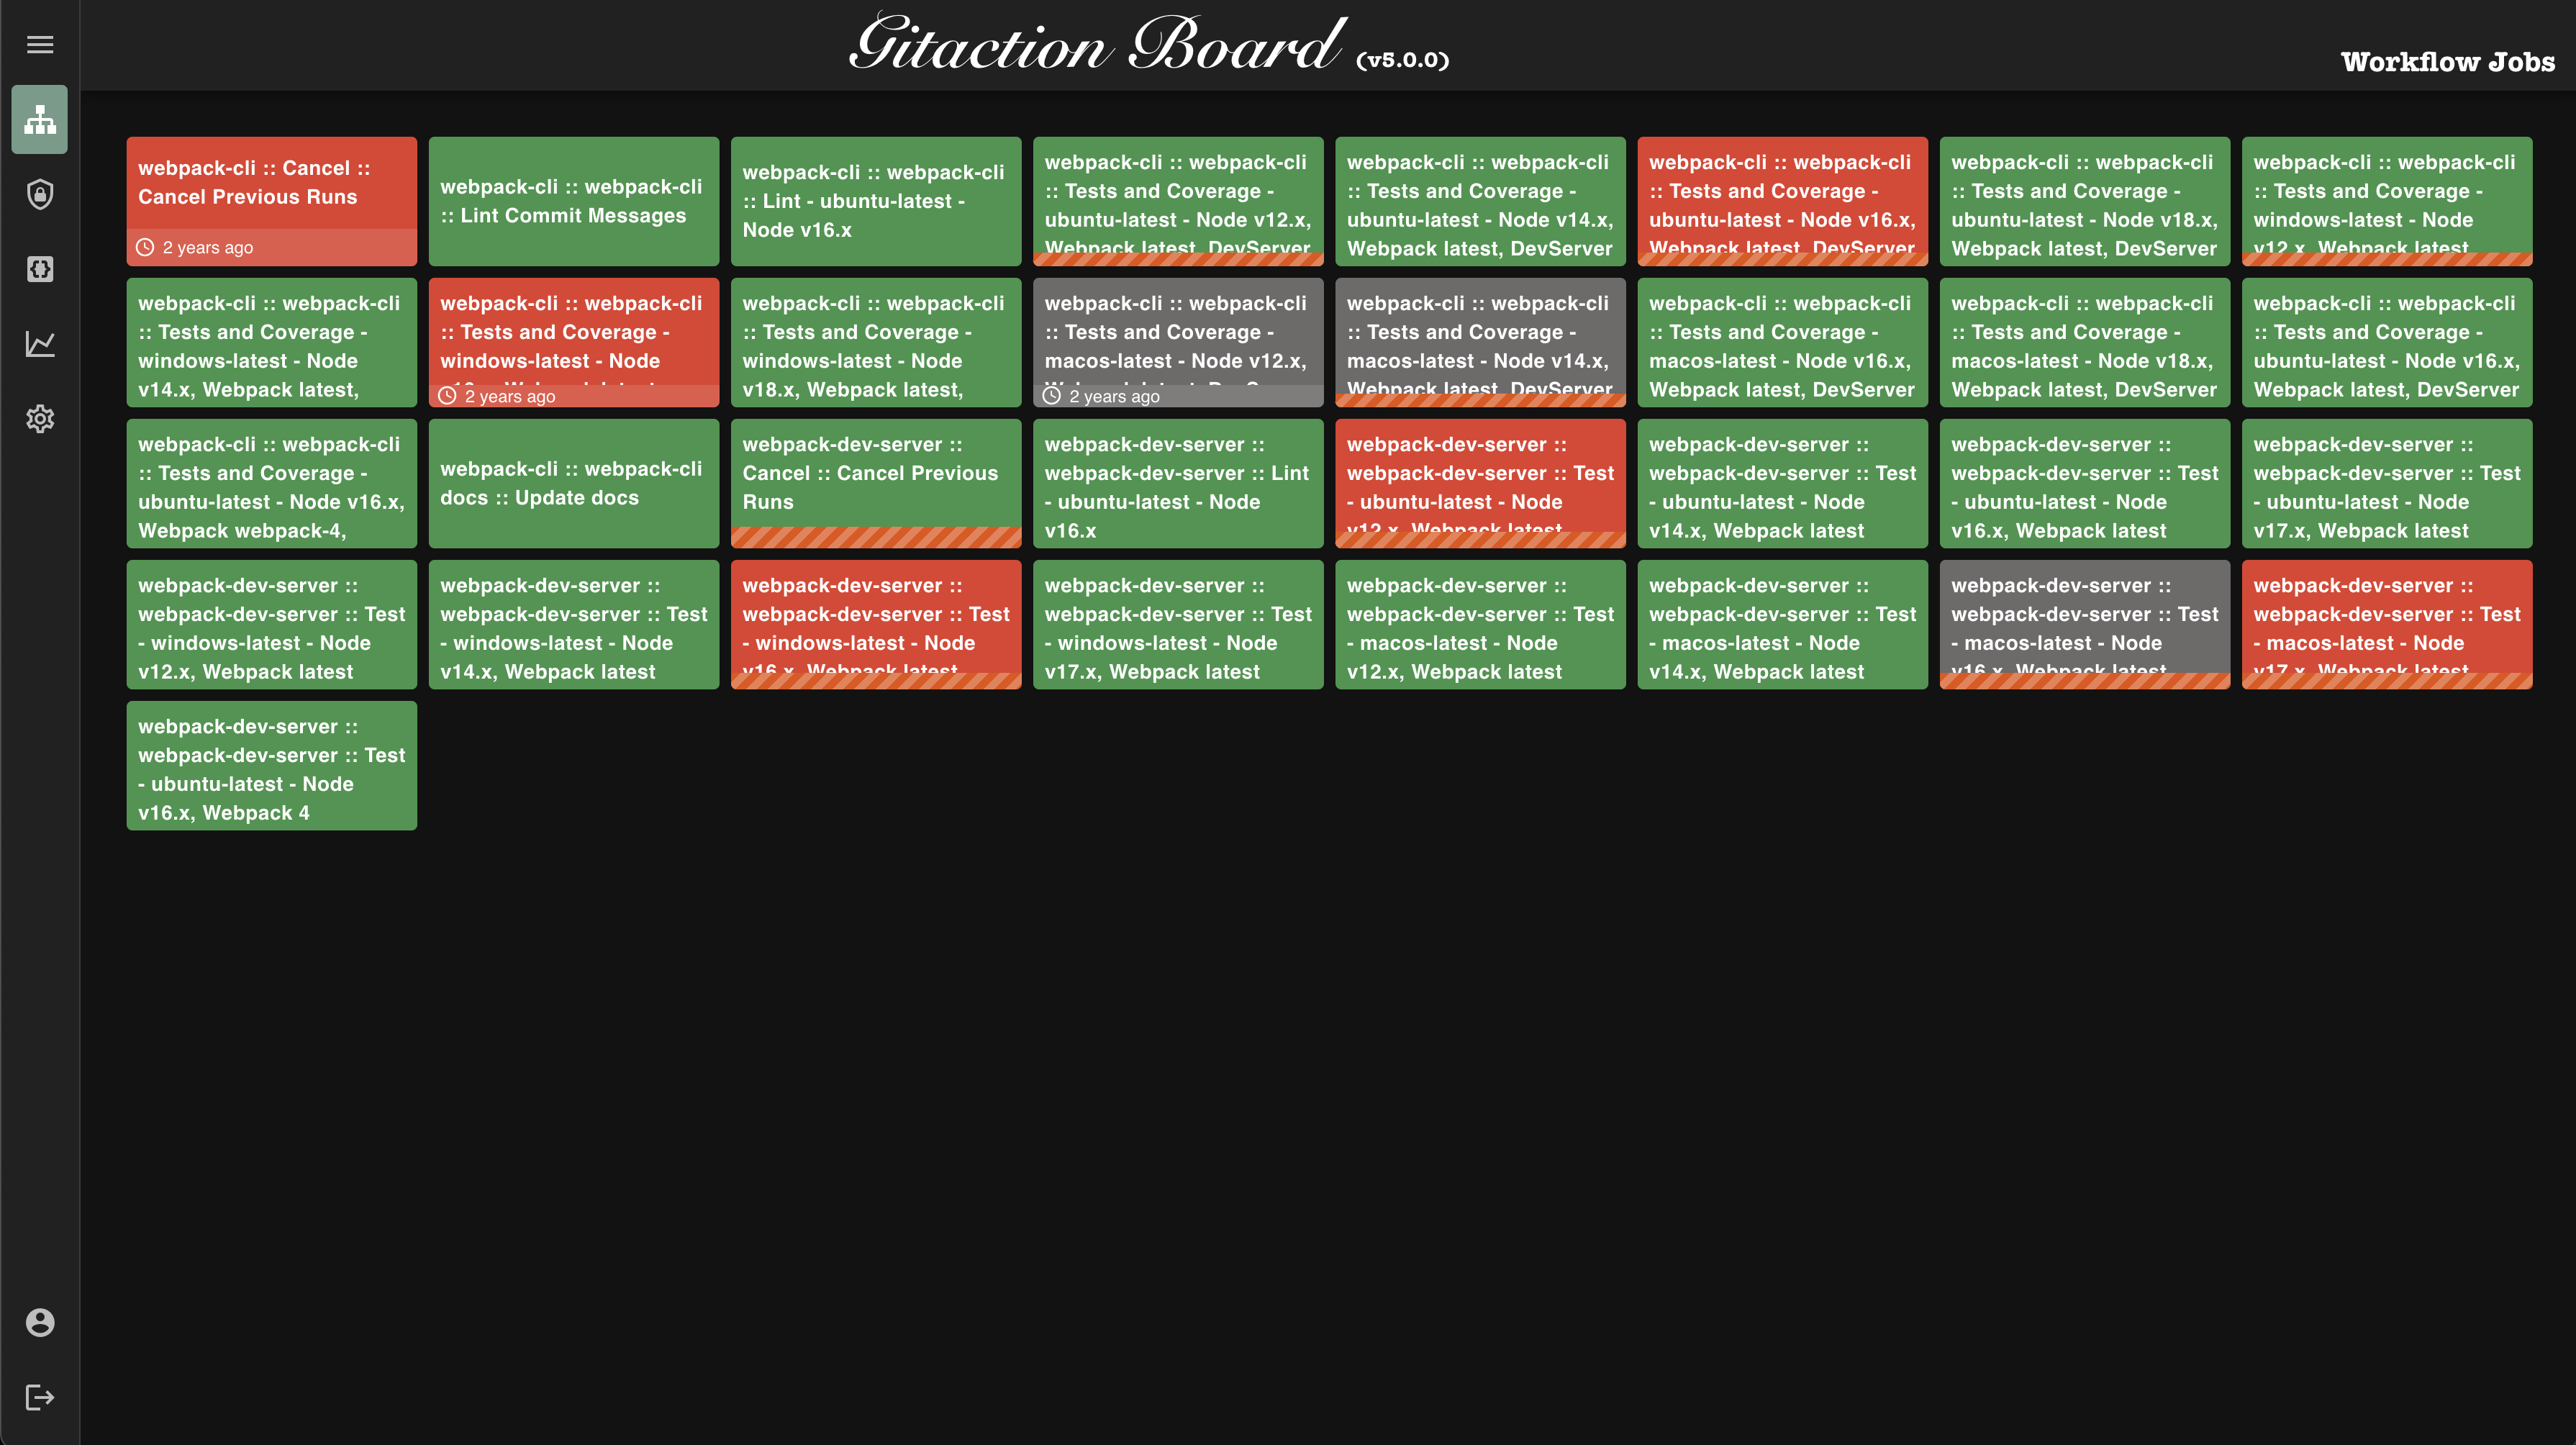 Gitaction Board (v5.0.0)
Workflow Jobs
webpack-cli :: Cancel ::
Cancel Previous Runs
2 years ago
webpack-cli :: webpack-cli
:: Lint Commit Messages
webpack-cli :: webpack-cli
:: Lint - ubuntu-latest -
Node v16.x
webpack-cli :: webpack-cli
:: Tests and Coverage -
ubuntu-latest - Node v12.x,
Webpack latest, DevServer
webpack-cli :: webpack-cli
:: Tests and Coverage -
ubuntu-latest - Node v14.x,
Webpack latest, DevServer
webpack-cli :: webpack-cli
:: Tests and Coverage -
ubuntu-latest - Node v16.x,
Webpack latest, DevServer
webpack-cli :: webpack-cli
:: Tests and Coverage -
ubuntu-latest - Node v18.x,
Webpack latest, DevServer
webpack-cli :: webpack-cli
:: Tests and Coverage -
windows-latest - Node
v12.x, Webpack latest,
webpack-cli :: webpack-cli
:: Tests and Coverage -
windows-latest - Node
v14.x, Webpack latest,
webpack-cli :: webpack-cli
:: Tests and Coverage -
windows-latest - Node
2 years ago
webpack-cli :: webpack-cli
:: Tests and Coverage -
windows-latest - Node
v18.x, Webpack latest,
webpack-cli :: webpack-cli
:: Tests and Coverage -
macos-latest - Node v12.x,
2 years ago
webpack-cli :: webpack-cli
:: Tests and Coverage -
macos-latest - Node v14.x,
Webpack latest, DevServer
webpack-cli :: webpack-cli
:: Tests and Coverage -
macos-latest - Node v16.x,
Webpack latest, DevServer
webpack-cli :: webpack-cli
:: Tests and Coverage -
macos-latest - Node v18.x,
Webpack latest, DevServer
webpack-cli :: webpack-cli
:: Tests and Coverage -
ubuntu-latest - Node v16.x,
Webpack latest, DevServer
webpack-cli :: webpack-cli
:: Tests and Coverage -
ubuntu-latest - Node v16.x,
Webpack webpack-4,
webpack-cli :: webpack-cli
docs :: Update docs
webpack-dev-server ::
Cancel :: Cancel Previous
Runs
webpack-dev-server ::
webpack-dev-server :: Lint
- ubuntu-latest - Node
v16.x
webpack-dev-server ::
webpack-dev-server :: Test
- ubuntu-latest - Node
v12.x, Webpack latest
webpack-dev-server ::
webpack-dev-server :: Test
- ubuntu-latest - Node
v14.x, Webpack latest
webpack-dev-server ::
webpack-dev-server :: Test
- ubuntu-latest - Node
v16.x, Webpack latest
webpack-dev-server ::
webpack-dev-server :: Test
- ubuntu-latest - Node
v17.x, Webpack latest
webpack-dev-server ::
webpack-dev-server :: Test
- windows-latest - Node
v12.x, Webpack latest
webpack-dev-server ::
webpack-dev-server :: Test
- windows-latest - Node
v14.x, Webpack latest
webpack-dev-server ::
webpack-dev-server :: Test
- windows-latest - Node
v16.x, Webpack latest
webpack-dev-server ::
webpack-dev-server :: Test
- windows-latest - Node
v17.x, Webpack latest
webpack-dev-server ::
webpack-dev-server :: Test
- macos-latest - Node
v12.x, Webpack latest
webpack-dev-server ::
webpack-dev-server :: Test
- macos-latest - Node
v14.x, Webpack latest
webpack-dev-server ::
webpack-dev-server :: Test
- macos-latest - Node
v16.x, Webpack latest
webpack-dev-server ::
webpack-dev-server :: Test
- macos-latest - Node
v17.x, Webpack latest
webpack-dev-server ::
webpack-dev-server :: Test
- ubuntu-latest - Node
v16.x, Webpack 4